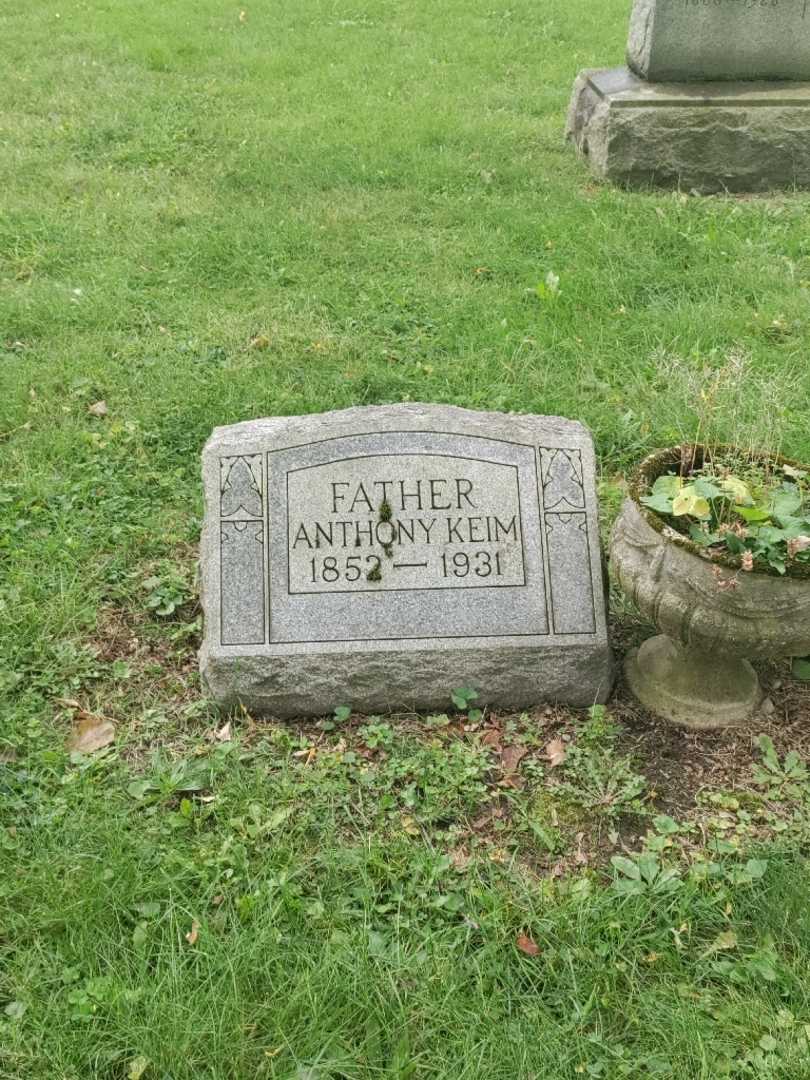 FATHER
ANTHONY KEIM
1852 — 1931